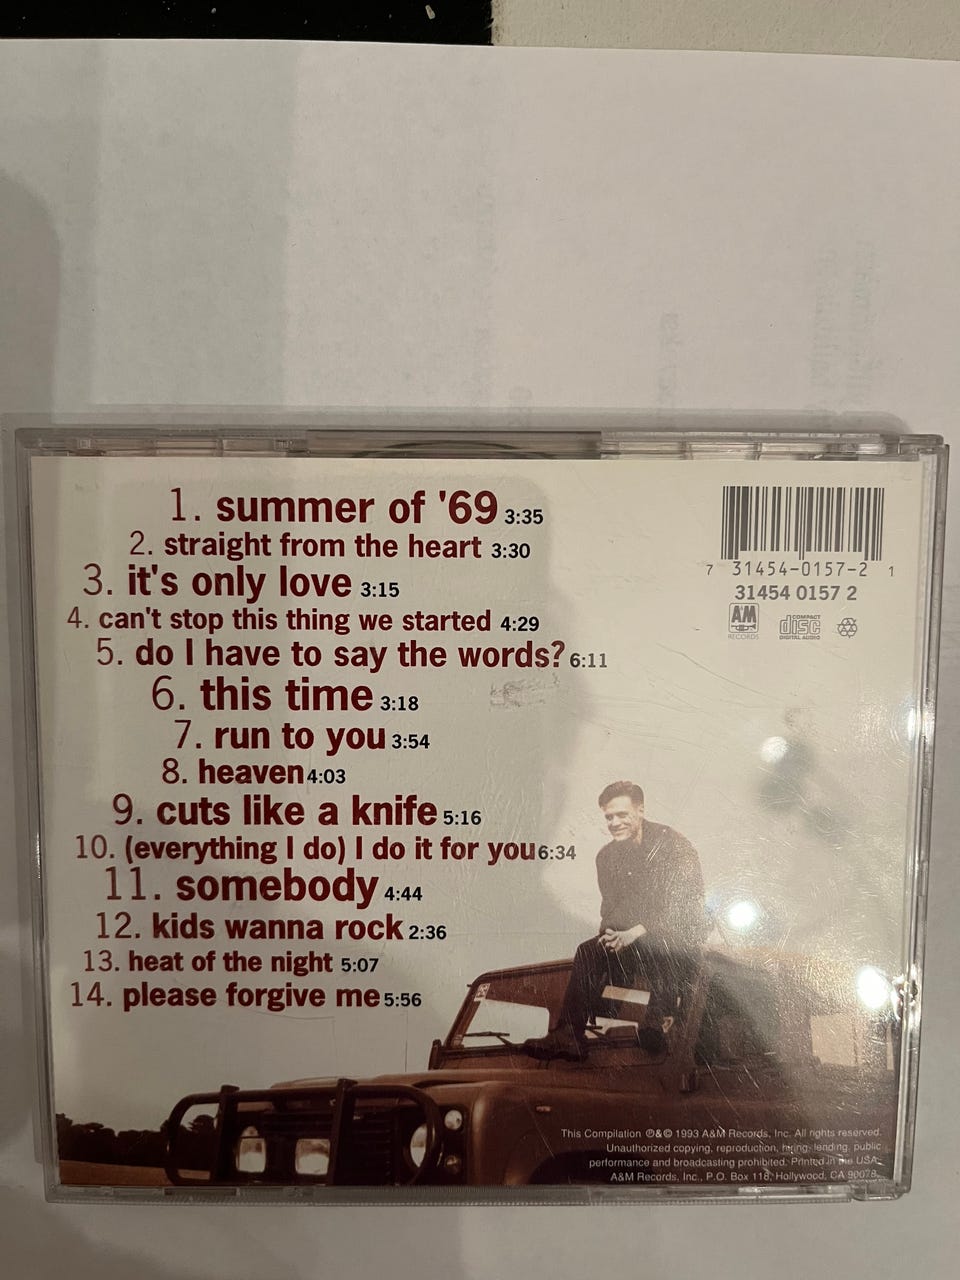 1. summer of '69 3:35
2. straight from the heart 3:30
3. it's only love 3:15
4. can't stop this thing we started 4:29
5. do I have to say the words? 6:11
6. this time 3:18
7. run to you 3:54
8. heaven 4:03
9. cuts like a knife 5:16
10. (everything I do) I do it for you 6:34
11. somebody 4:44
12. kids wanna rock 2:36
13. heat of the night 5:07
14. please forgive me 5:56
7 31454-0157-2 1
31454 0157 2
A&M
RECORDS
COMPACT
disc
DIGITAL AUDIO
This Compilation ℗&© 1993 A&M Records, Inc. All rights reserved.
Unauthorized copying, reproduction, hiring, lending, public
performance and broadcasting prohibited. Printed in the USA.
A&M Records, Inc., P.O. Box 118, Hollywood, CA 90078.